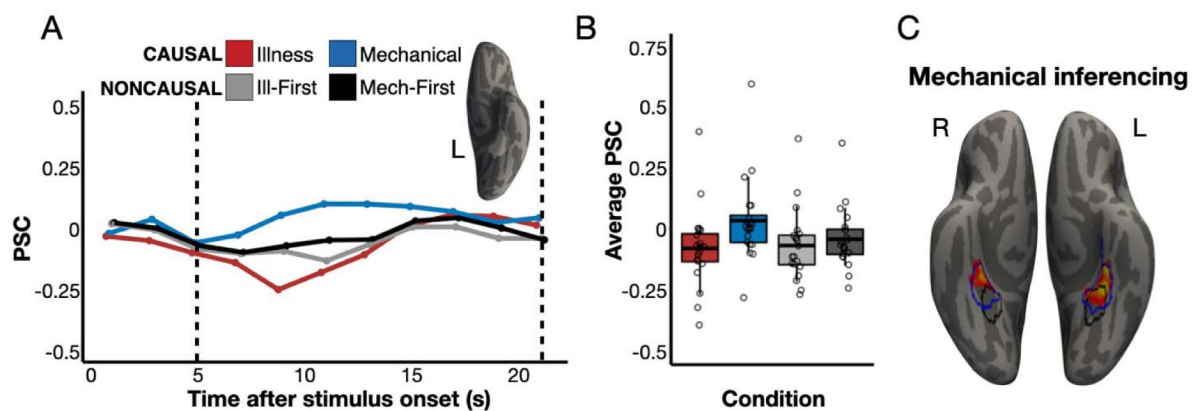 A
CAUSAL Illness Mechanical
NONCAUSAL Ill-First Mech-First
L
PSC
0.5
0.25
0
-0.25
-0.5
0 5 10 15 20
Time after stimulus onset (s)
B
Average PSC
0.75
0.5
0.25
0
-0.25
-0.5
Condition
C
Mechanical inferencing
R L